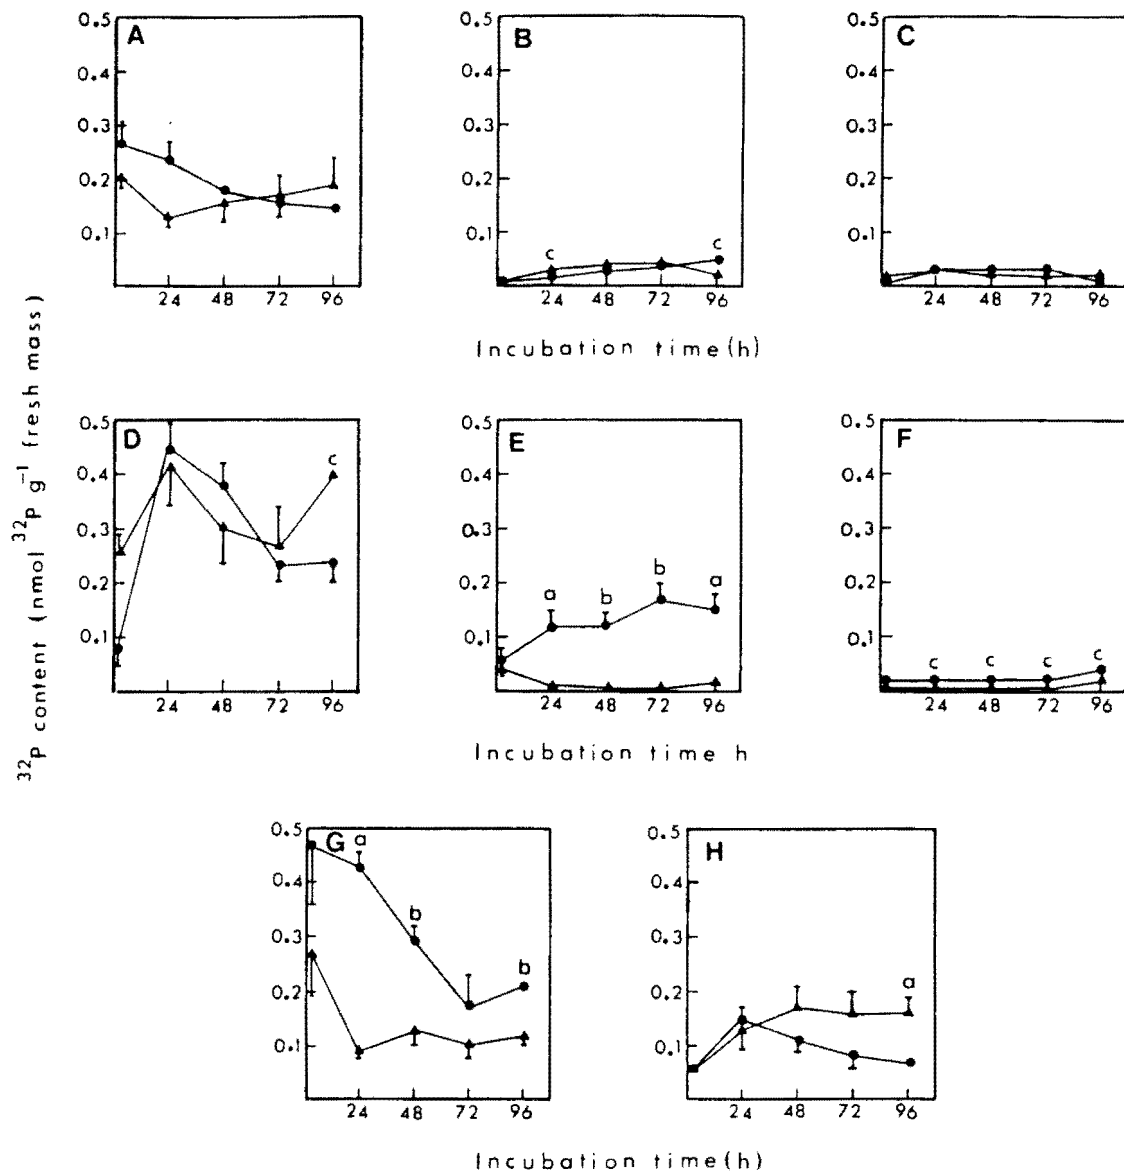 0.5 A 0.5 B 0.5 C
0.4 0.4 0.4
0.3 0.3 0.3
0.2 0.2 0.2
0.1 0.1 c c 0.1
24 48 72 96 24 48 72 96 24 48 72 96
Incubation time(h)
32P content (nmol 32P g-1 fresh mass)
0.5 D 0.5 E 0.5 F
0.4 c 0.4 0.4
0.3 0.3 0.3
0.2 0.2 a b b a 0.2
0.1 0.1 0.1 c c c c
24 48 72 96 24 48 72 96 24 48 72 96
Incubation time h
0.5 G a 0.5 H
0.4 0.4
0.3 b 0.3
0.2 b 0.2 a
0.1 0.1
24 48 72 96 24 48 72 96
Incubation time(h)